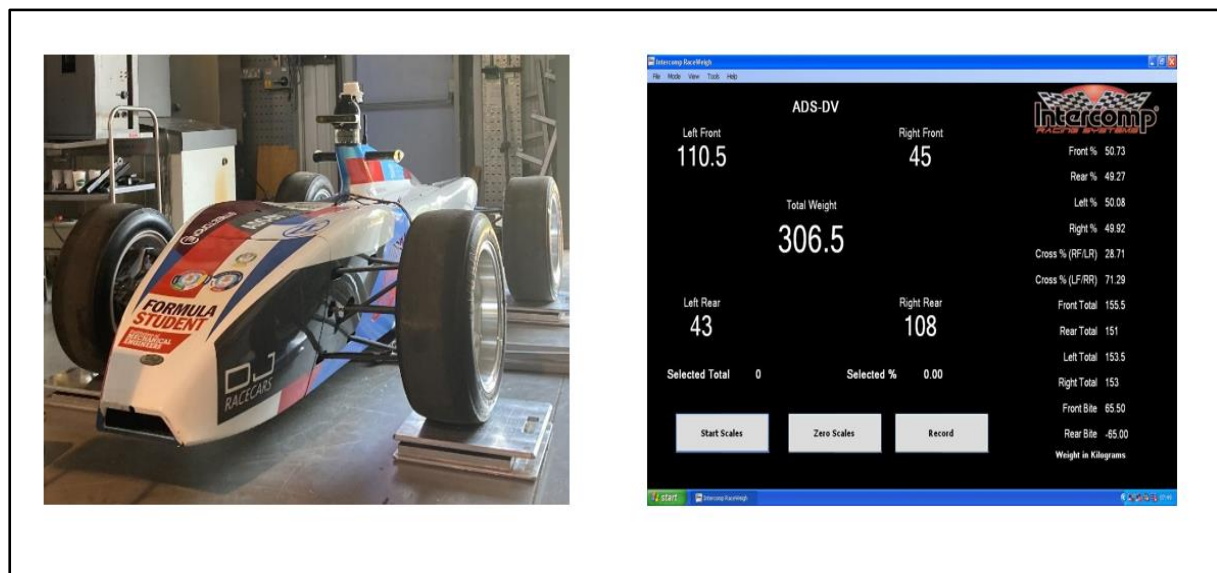 FORMULA
STUDENT
DJ
RACECARS
Intercomp RaceWeigh
File Mode View Tools Help
ADS-DV
Left Front
110.5
Right Front
45
Total Weight
306.5
Left Rear
43
Right Rear
108
Selected Total 0
Selected % 0.00
Start Scales
Zero Scales
Record
Intercomp®
RACING SYSTEMS
Front % 50.73
Rear % 49.27
Left % 50.08
Right % 49.92
Cross % (RF/LR) 28.71
Cross % (LF/RR) 71.29
Front Total 155.5
Rear Total 151
Left Total 153.5
Right Total 153
Front Bite 65.50
Rear Bite -65.00
Weight in Kilograms
start
Intercomp RaceWeigh